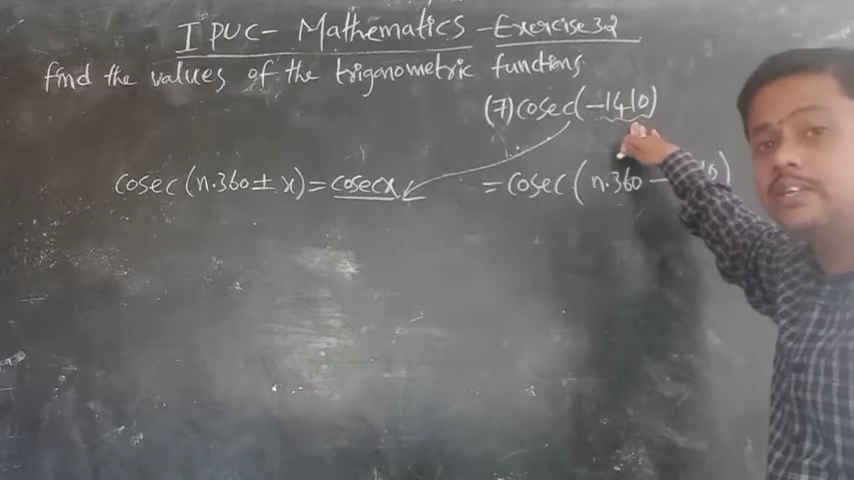 I PUC - Mathematics - Exercise 3.2
find the values of the trigonometric functions
(7) Cosec(-1410)
Cosec(n.360 ± x) = cosecx = Cosec(n.360 -